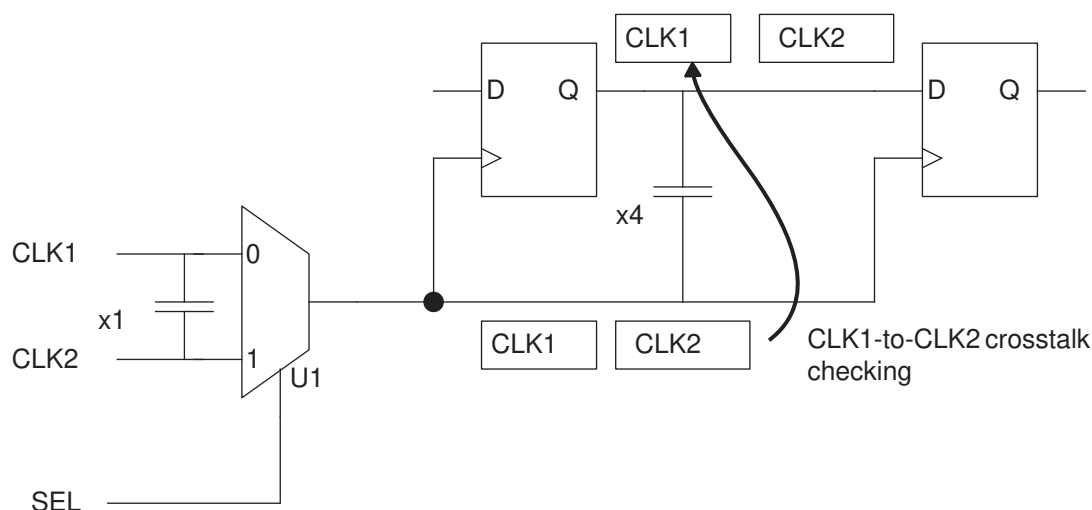 CLK1 CLK2
D Q D Q
x4
CLK1 0
x1
CLK2 1
U1
CLK1 CLK2
CLK1-to-CLK2 crosstalk
checking
SEL